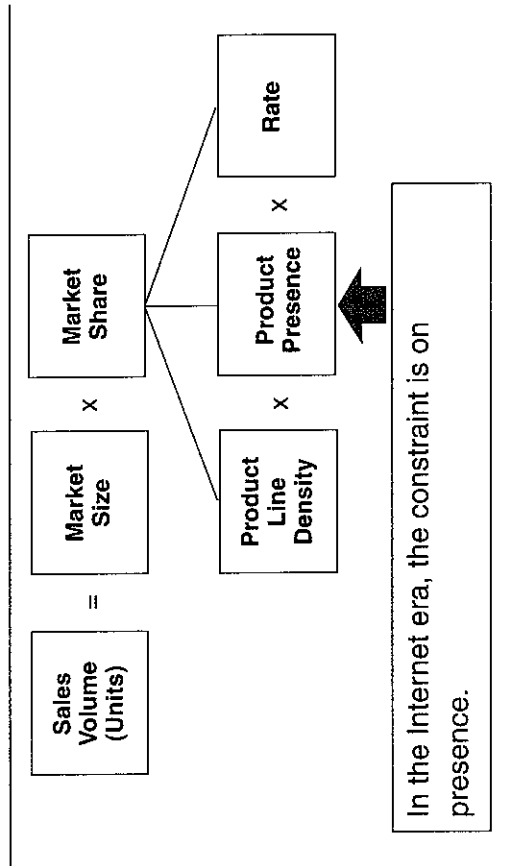 Sales
Volume
(Units)
=
Market
Size
x
Market
Share
Product
Line
Density
x
Product
Presence
x
Rate
In the Internet era, the constraint is on
presence.